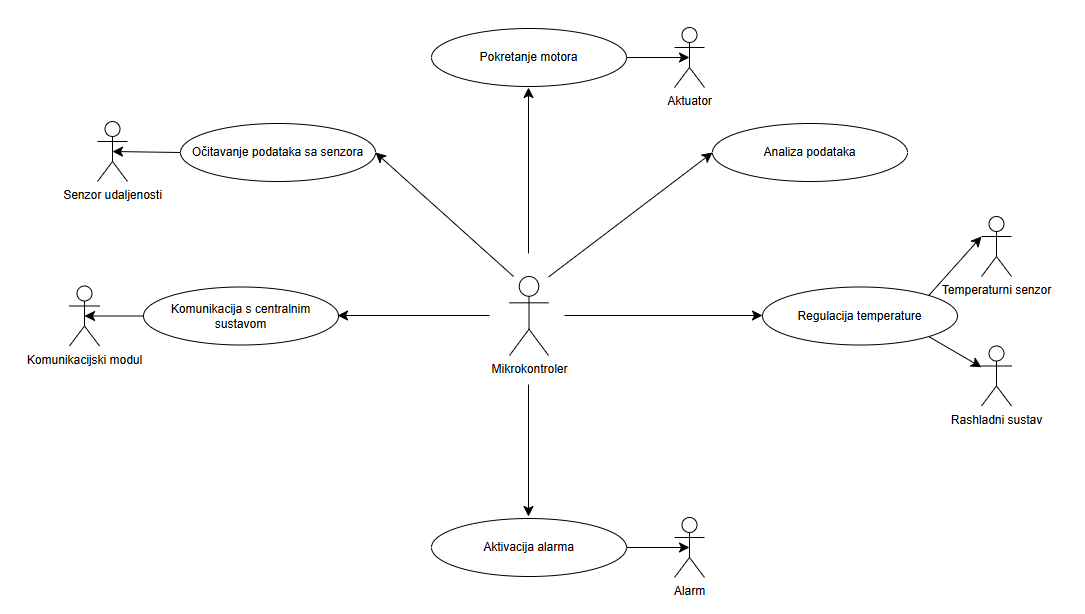 Pokretanje motora
Aktuator
Očitavanje podataka sa senzora
Analiza podataka
Senzor udaljenosti
Temperaturni senzor
Komunikacija s centralnim
sustavom
Regulacija temperature
Komunikacijski modul
Mikrokontroler
Rashladni sustav
Aktivacija alarma
Alarm